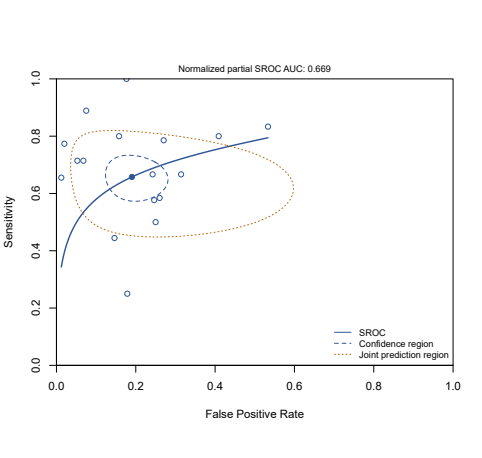 Normalized partial SROC AUC: 0.669
1.0
0.8
0.6
0.4
0.2
0.0
Sensitivity
SROC
Confidence region
Joint prediction region
0.0 0.2 0.4 0.6 0.8 1.0
False Positive Rate